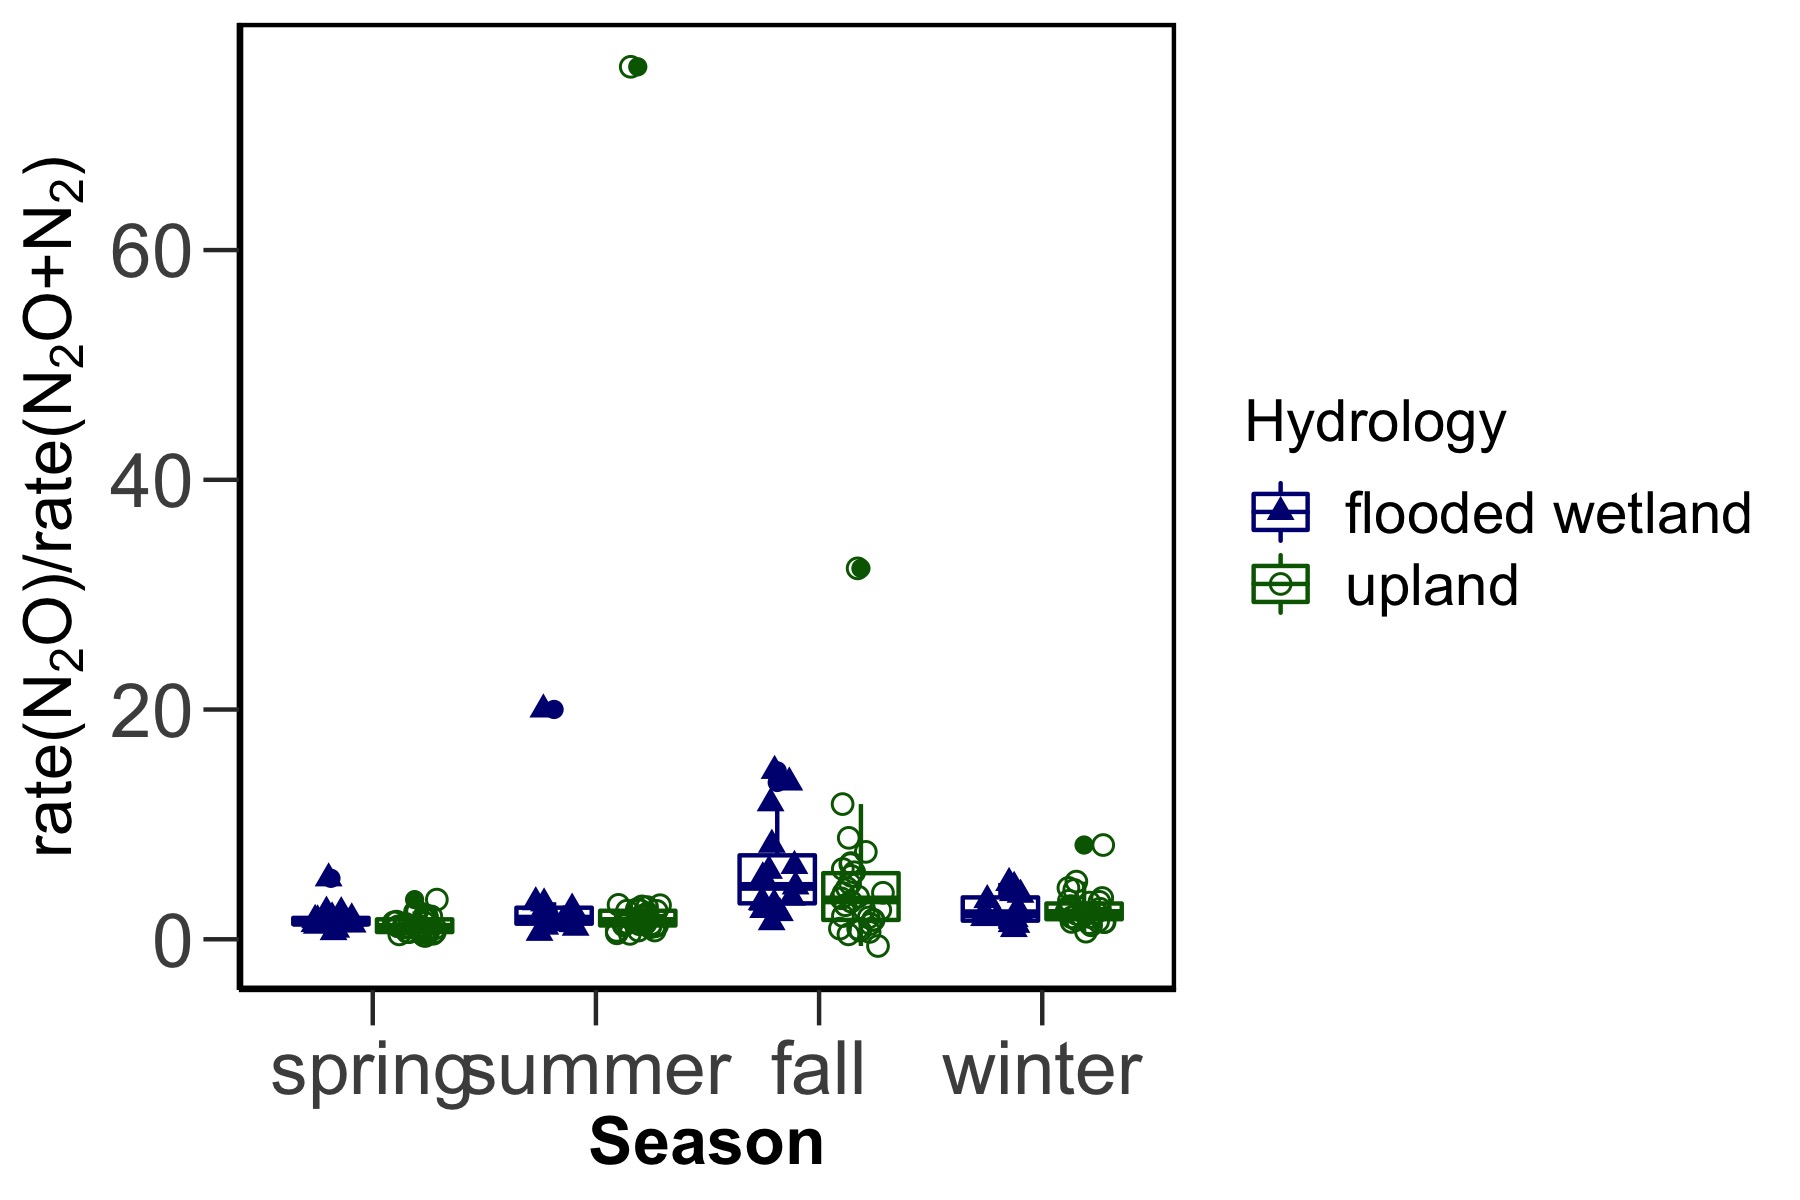 rate(N₂O)/rate(N₂O+N₂)
60
40
20
0
spring summer fall winter
Season
Hydrology
flooded wetland
upland